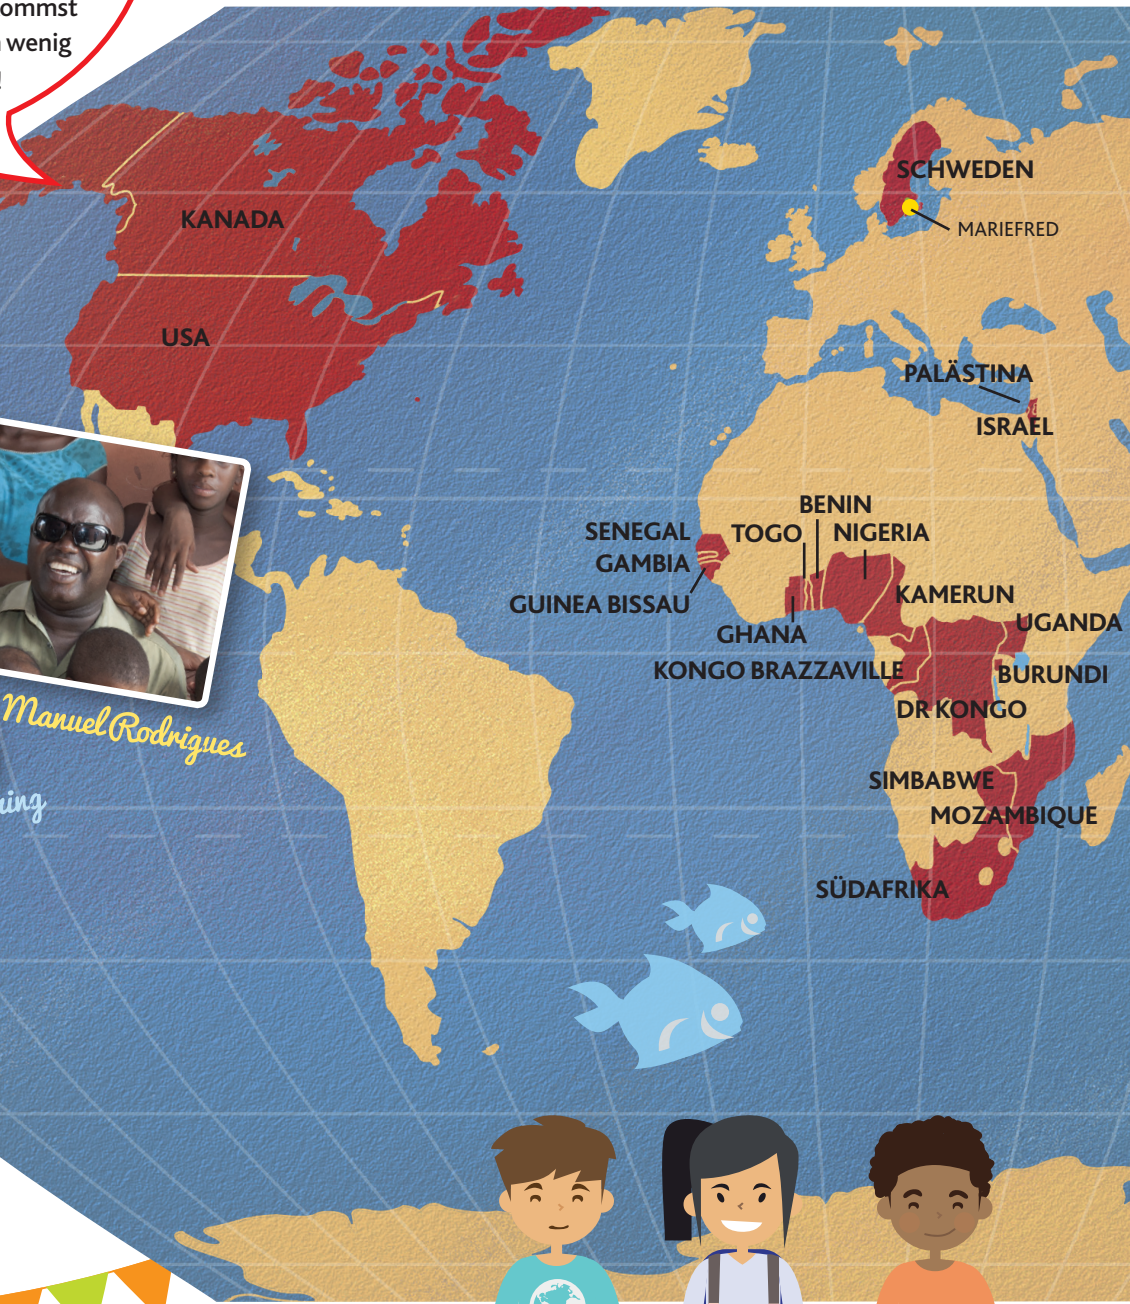 ommst
wenig
!
KANADA
USA
SCHWEDEN
MARIEFRED
PALÄSTINA
ISRAEL
BENIN
SENEGAL
TOGO
NIGERIA
GAMBIA
GUINEA BISSAU
KAMERUN
GHANA
UGANDA
KONGO BRAZZAVILLE
BURUNDI
DR KONGO
SIMBABWE
MOZAMBIQUE
SÜDAFRIKA
Manuel Rodrigues
ing